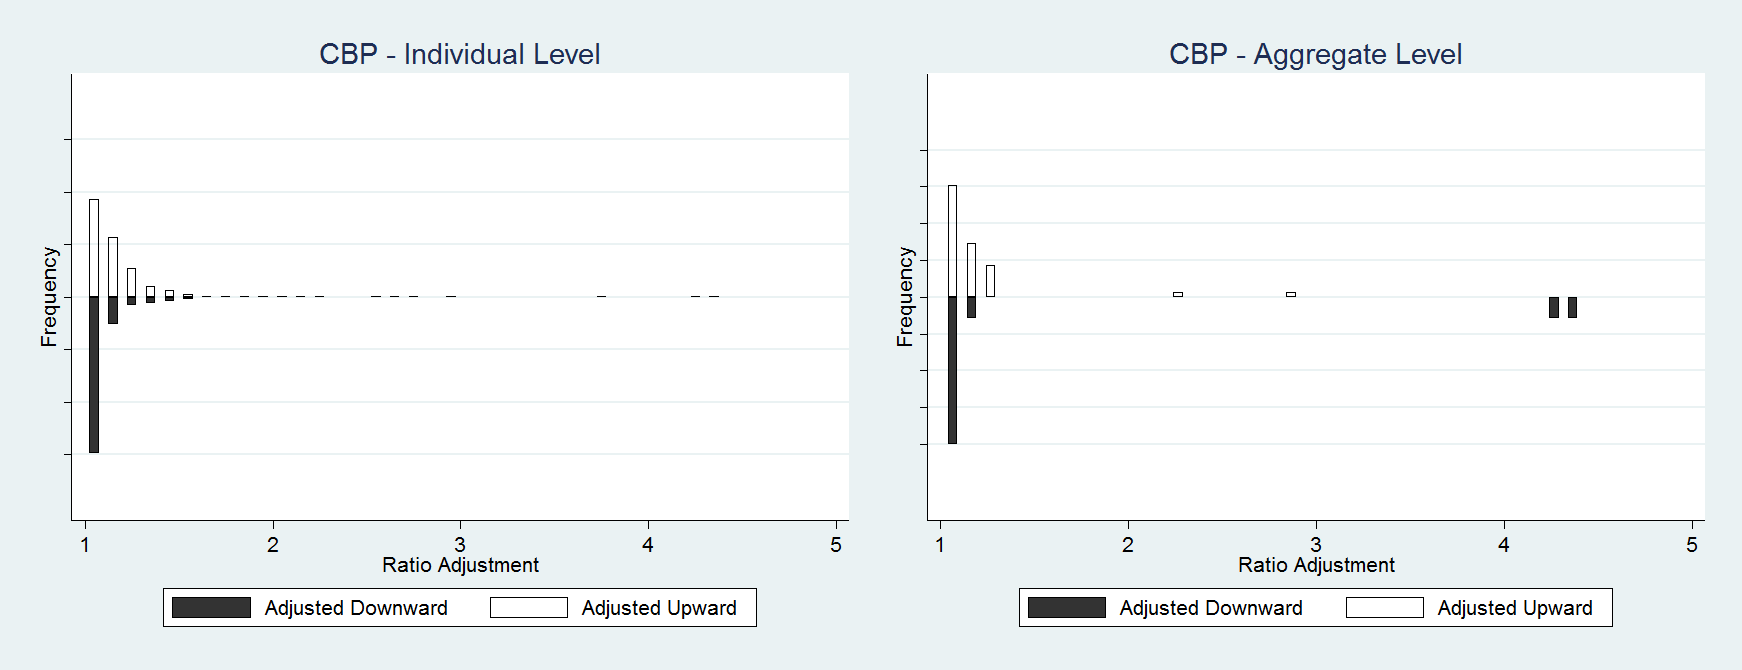 CBP - Individual Level
Frequency
1 2 3 4 5
Ratio Adjustment
Adjusted Downward Adjusted Upward
CBP - Aggregate Level
Frequency
1 2 3 4 5
Ratio Adjustment
Adjusted Downward Adjusted Upward